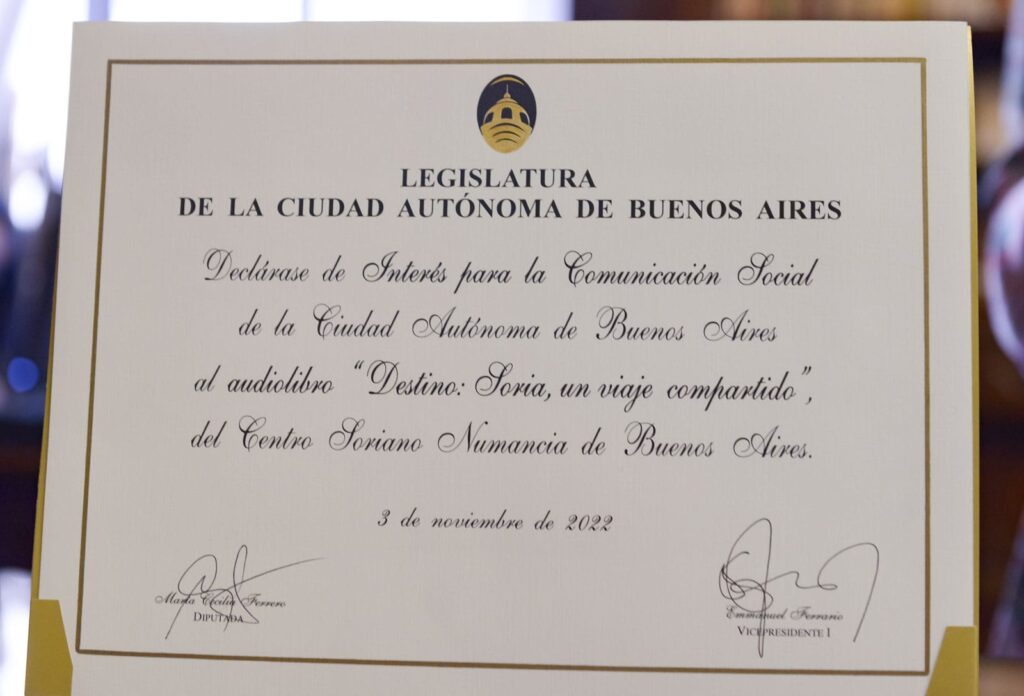 LEGISLATURA
DE LA CIUDAD AUTÓNOMA DE BUENOS AIRES
Declárase de Interés para la Comunicación Social
de la Ciudad Autónoma de Buenos Aires
al audiolibro “Destino: Soria, un viaje compartido”,
del Centro Soriano Numancia de Buenos Aires.
3 de noviembre de 2022
María Cecilia Ferrero
DIPUTADA
Emmanuel Ferrario
VICEPRESIDENTE I